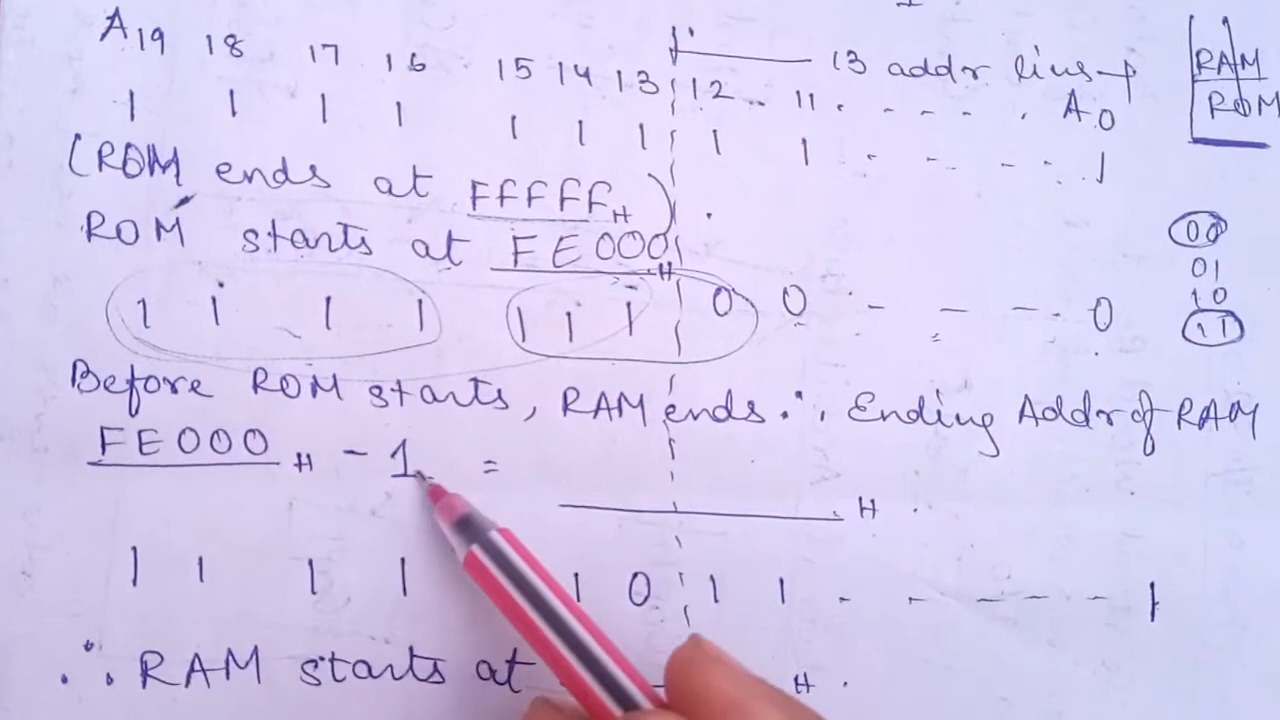 13 addr lines
A19 18 17 16 15 14 13 12 .. 11 . - - - . A0
1 1 1 1 1 1 1 1 1 - - - - 1
RAM
ROM
(ROM ends at FFFFFH).
ROM starts at FE000H
00
01
10
11
1 1 1 1 1 1 1 0 0 - - - - 0
Before ROM starts, RAM ends ∴ Ending Addr of RAM
FE000H - 1 = ________ H.
1 1 1 1 1 0 1 1 - - - - - 1
∴ RAM starts at H.